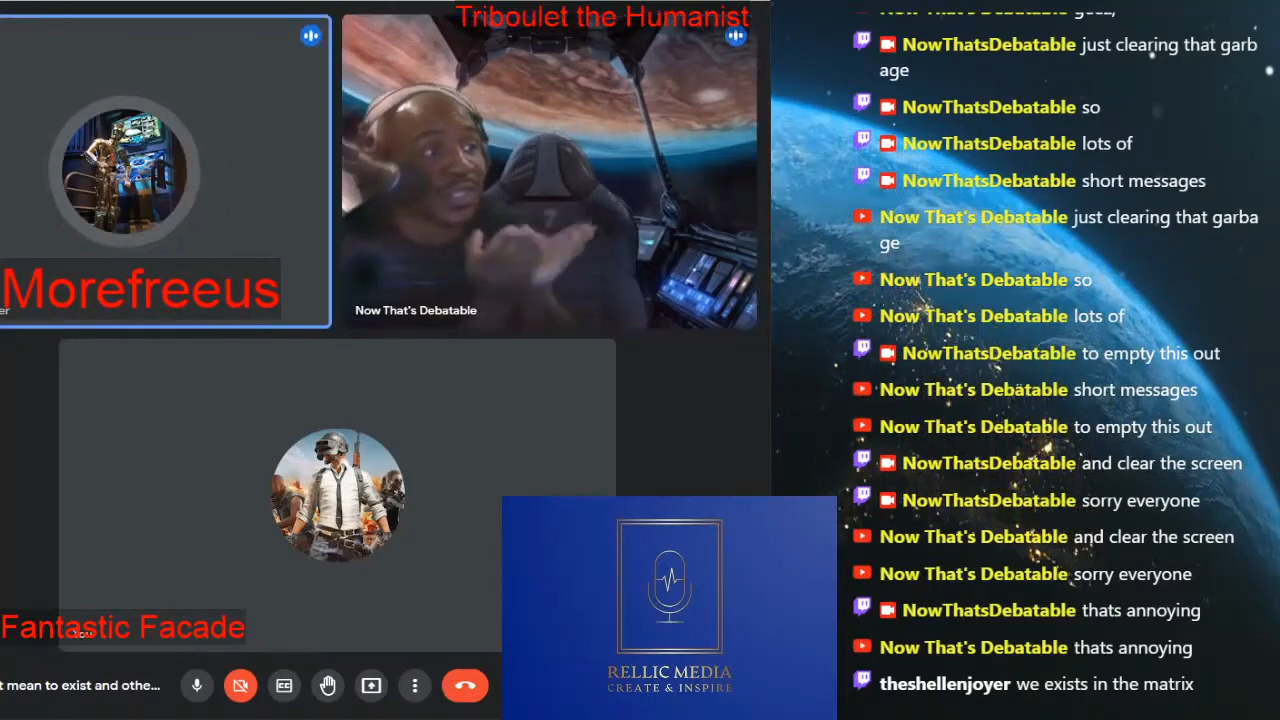 Triboulet the Humanist
Morefreeus
er
Now That's Debatable
Fantastic Facade
t mean to exist and othe...
RELLIC MEDIA
CREATE & INSPIRE
NowThatsDebatable just clearing that garb
age
NowThatsDebatable so
NowThatsDebatable lots of
NowThatsDebatable short messages
Now That's Debatable just clearing that garba
ge
Now That's Debatable so
Now That's Debatable lots of
NowThatsDebatable to empty this out
Now That's Debatable short messages
Now That's Debatable to empty this out
NowThatsDebatable and clear the screen
NowThatsDebatable sorry everyone
Now That's Debatable and clear the screen
Now That's Debatable sorry everyone
NowThatsDebatable thats annoying
Now That's Debatable thats annoying
theshellenjoyer we exists in the matrix